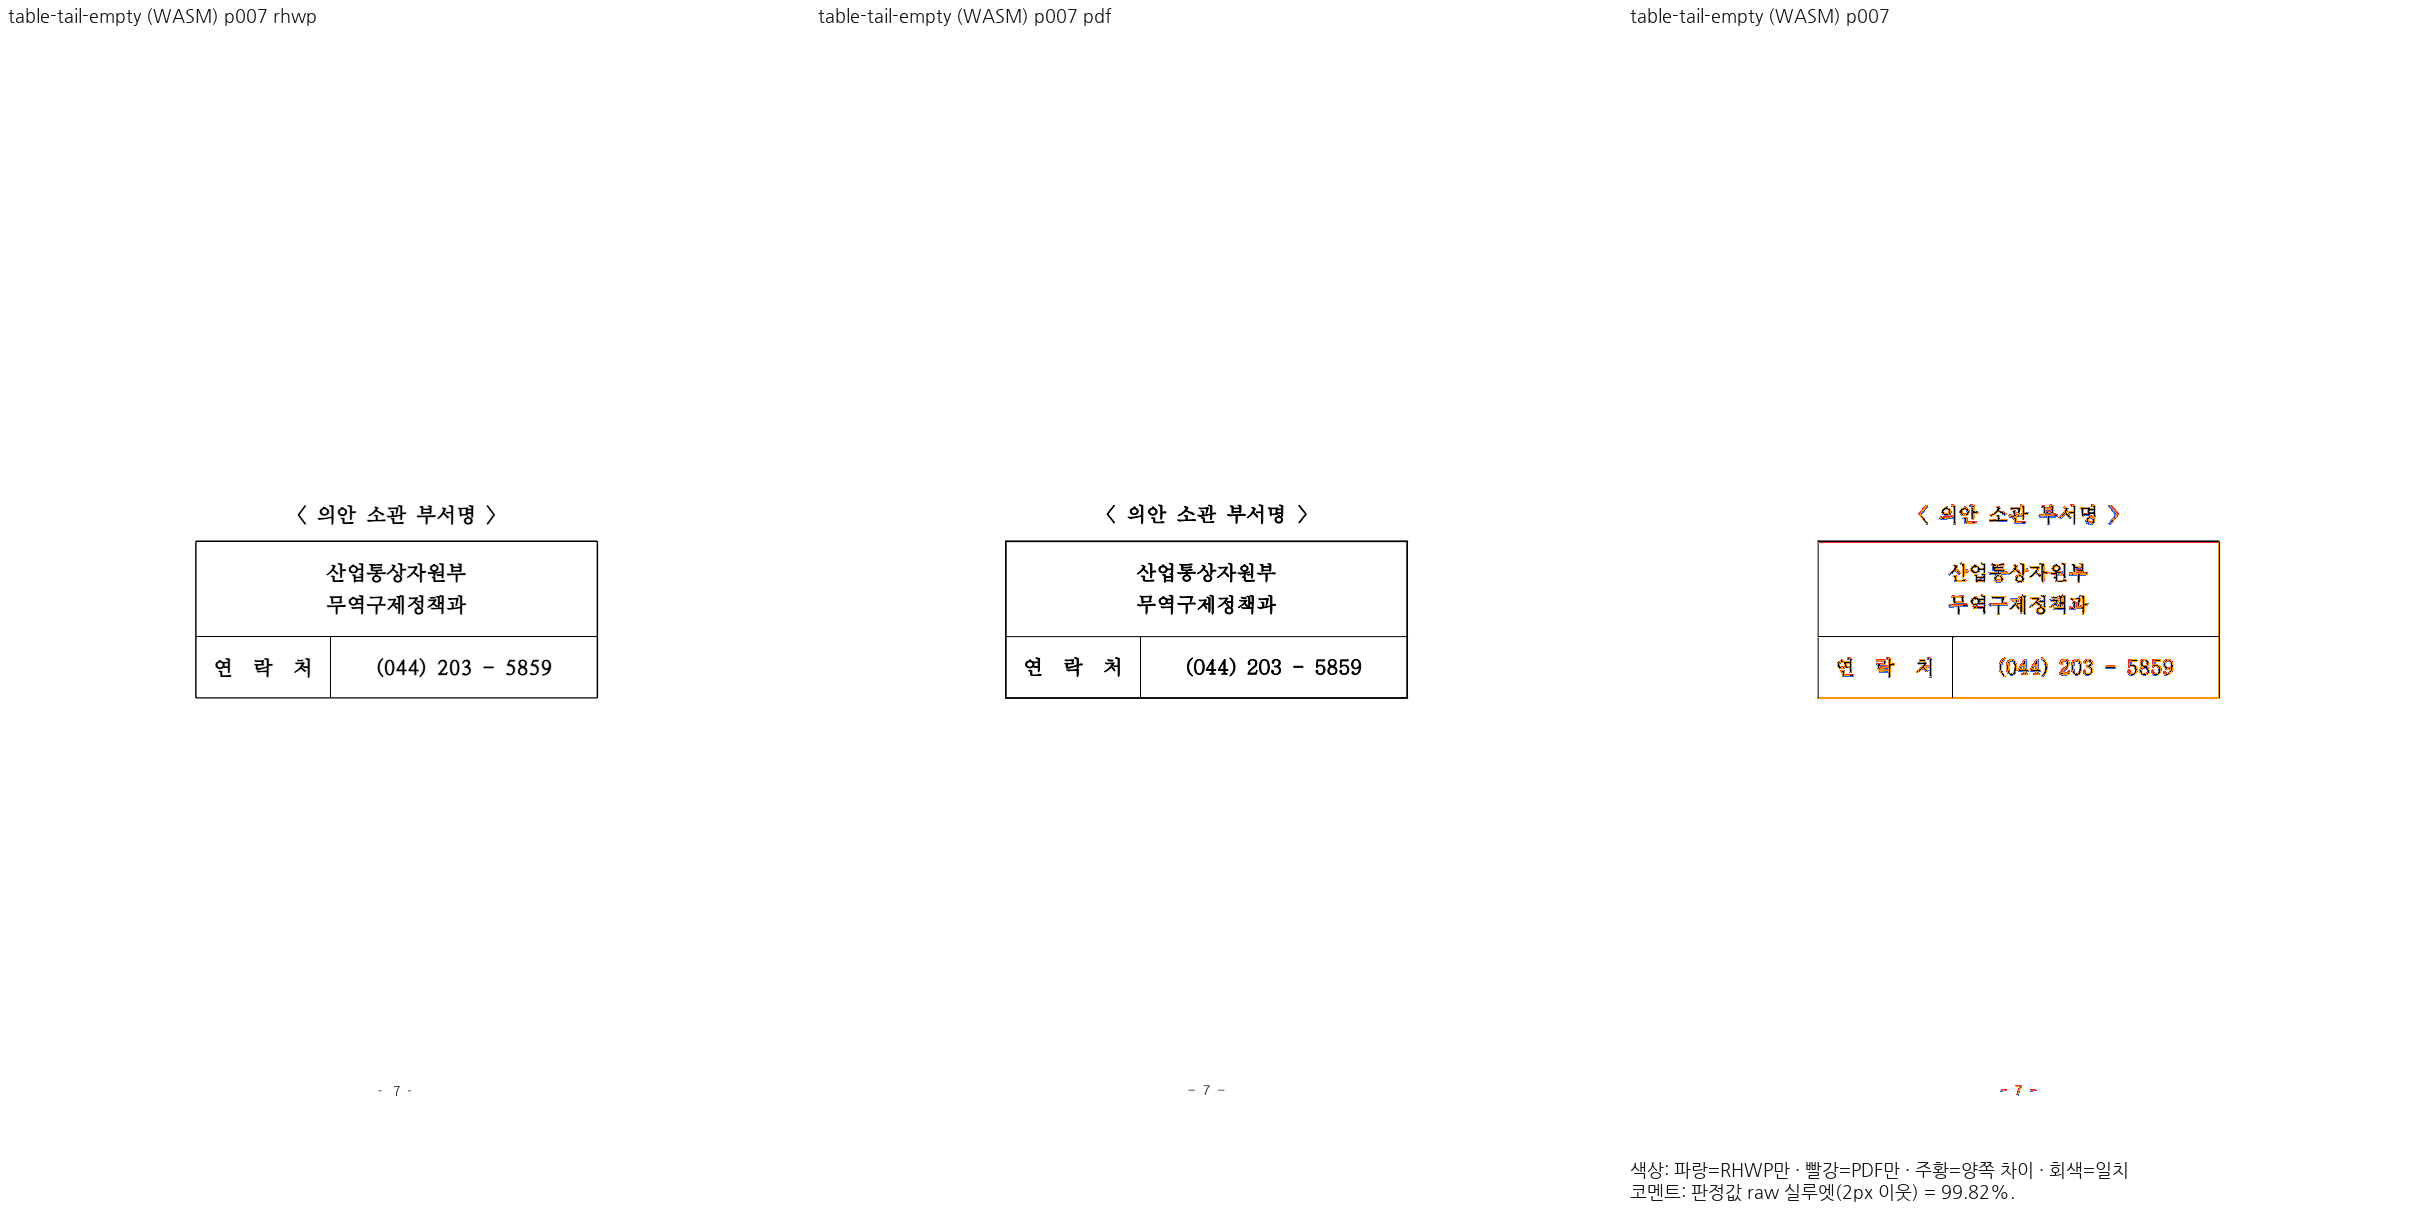 table-tail-empty (WASM) p007 rhwp
〈 의안 소관 부서명 〉
산업통상자원부
무역구제정책과
연 락 처 (044) 203 - 5859
- 7 -
table-tail-empty (WASM) p007 pdf
〈 의안 소관 부서명 〉
산업통상자원부
무역구제정책과
연 락 처 (044) 203 - 5859
- 7 -
table-tail-empty (WASM) p007
〈 의안 소관 부서명 〉
산업통상자원부
무역구제정책과
연 락 처 (044) 203 - 5859
- 7 -
색상: 파랑=RHWP만 · 빨강=PDF만 · 주황=양쪽 차이 · 회색=일치
코멘트: 판정값 raw 실루엣(2px 이웃) = 99.82%.